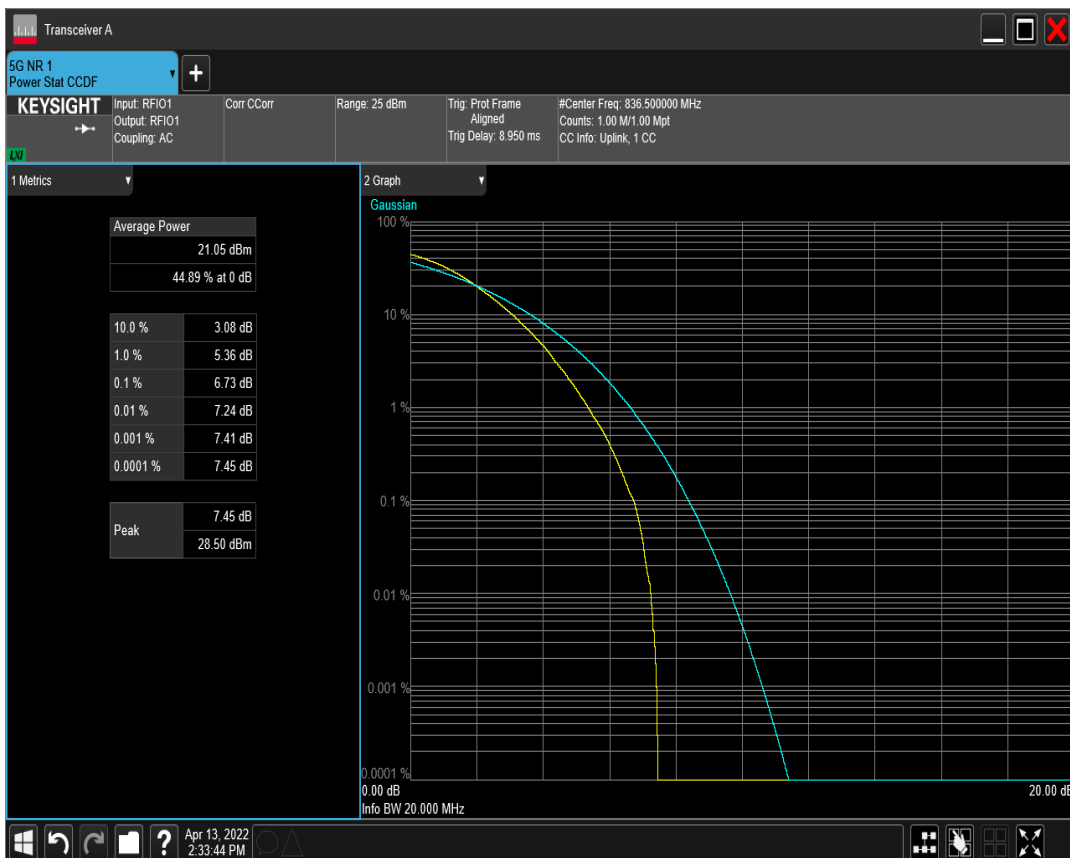 Transceiver A
5G NR 1
Power Stat CCDF
KEYSIGHT
LXI
Input: RFIO1
Output: RFIO1
Coupling: AC
Corr CCorr
Range: 25 dBm
Trig: Prot Frame
Aligned
Trig Delay: 8.950 ms
#Center Freq: 836.500000 MHz
Counts: 1.00 M/1.00 Mpt
CC Info: Uplink, 1 CC
1 Metrics
Average Power
21.05 dBm
44.89 % at 0 dB
10.0 % 3.08 dB
1.0 % 5.36 dB
0.1 % 6.73 dB
0.01 % 7.24 dB
0.001 % 7.41 dB
0.0001 % 7.45 dB
Peak
7.45 dB
28.50 dBm
2 Graph
Gaussian
100 %
10 %
1 %
0.1 %
0.01 %
0.001 %
0.0001 %
0.00 dB 20.00 dB
Info BW 20.000 MHz
?
Apr 13, 2022
2:33:44 PM